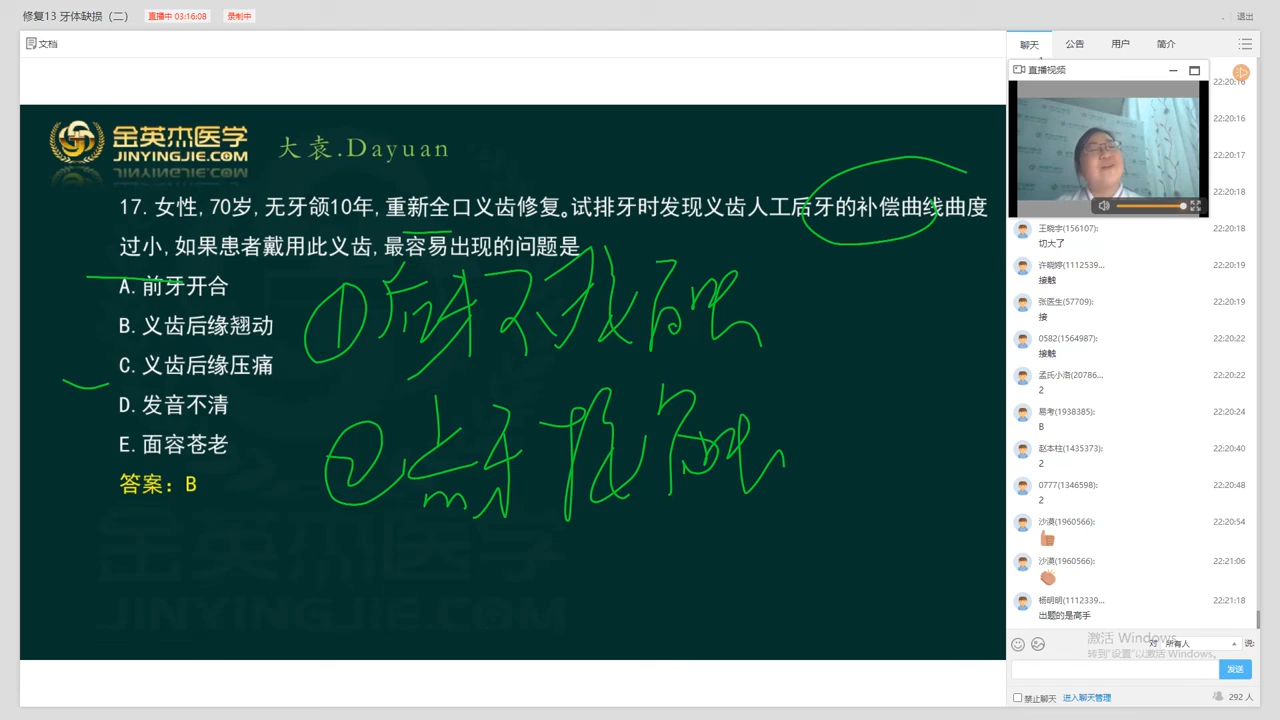 修复13 牙体缺损（二）
直播中 03:16:08
录制中
退出
文档
聊天
公告
用户
简介
直播视频
金英杰医学
JINYINGJIE.COM
大袁.Dayuan
17. 女性, 70岁, 无牙颌10年, 重新全口义齿修复。试排牙时发现义齿人工后牙的补偿曲线曲度
过小, 如果患者戴用此义齿, 最容易出现的问题是
A. 前牙开合
B. 义齿后缘翘动
C. 义齿后缘压痛
D. 发音不清
E. 面容苍老
答案：B
① 后牙不接触
②
金英杰医学
JINYINGJIE.COM
22:20:16
22:20:16
22:20:17
22:20:18
王晓宇(156107):
22:20:18
切大了
许晓婷(1112539...
22:20:19
接触
张医生(57709):
22:20:19
接
0582(1564987):
22:20:22
接触
孟氏小洛(20786...
22:20:22
2
易考(1938385):
22:20:24
B
赵本柱(1435373):
22:20:40
2
0777(1346598):
22:20:48
2
沙漠(1960566):
22:20:54
沙漠(1960566):
22:21:06
杨明明(1112339...
22:21:18
出题的是高手
激活 Windows
转到"设置"以激活 Windows。
对
所有人
说:
发送
禁止聊天
进入聊天管理
292 人